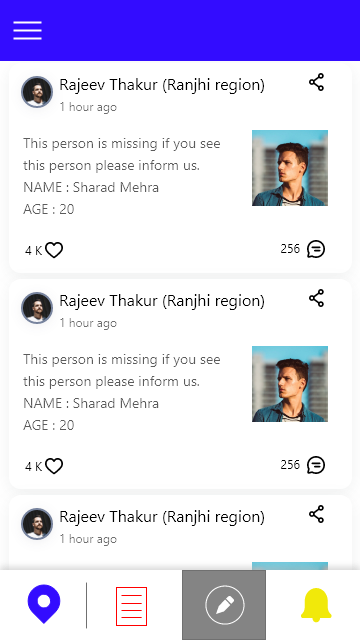 Rajeev Thakur (Ranjhi region)
1 hour ago
This person is missing if you see
this person please inform us.
NAME : Sharad Mehra
AGE : 20
4 K
256
Rajeev Thakur (Ranjhi region)
1 hour ago
This person is missing if you see
this person please inform us.
NAME : Sharad Mehra
AGE : 20
4 K
256
Rajeev Thakur (Ranjhi region)
1 hour ago